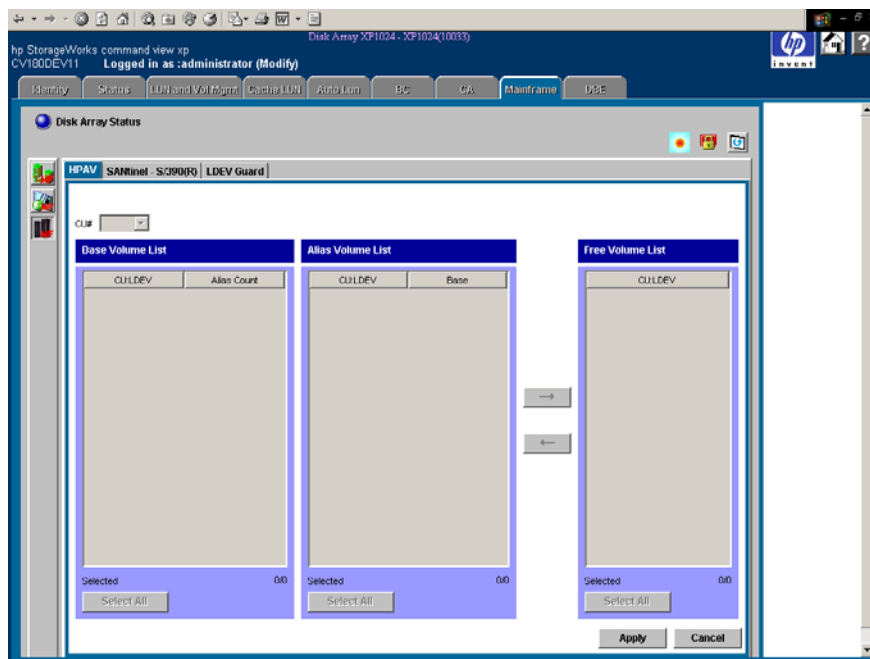 Disk Array XP1024 - XP1024(10033)
hp StorageWorks command view xp
CV180DEV11 Logged in as :administrator (Modify)
hp
invent
?
Identity Status LUN and Vol Mgmt Cache LUN Auto Lun BC CA Mainframe
Disk Array Status
HPAV SANtinel - S/390(R) LDEV Guard
CU#
Base Volume List Alias Volume List Free Volume List
CU:LDEV Alias Count CU:LDEV Base CU:LDEV
→
←
Selected 0/0 Selected 0/0 Selected 0/0
Select All Select All Select All
Apply Cancel